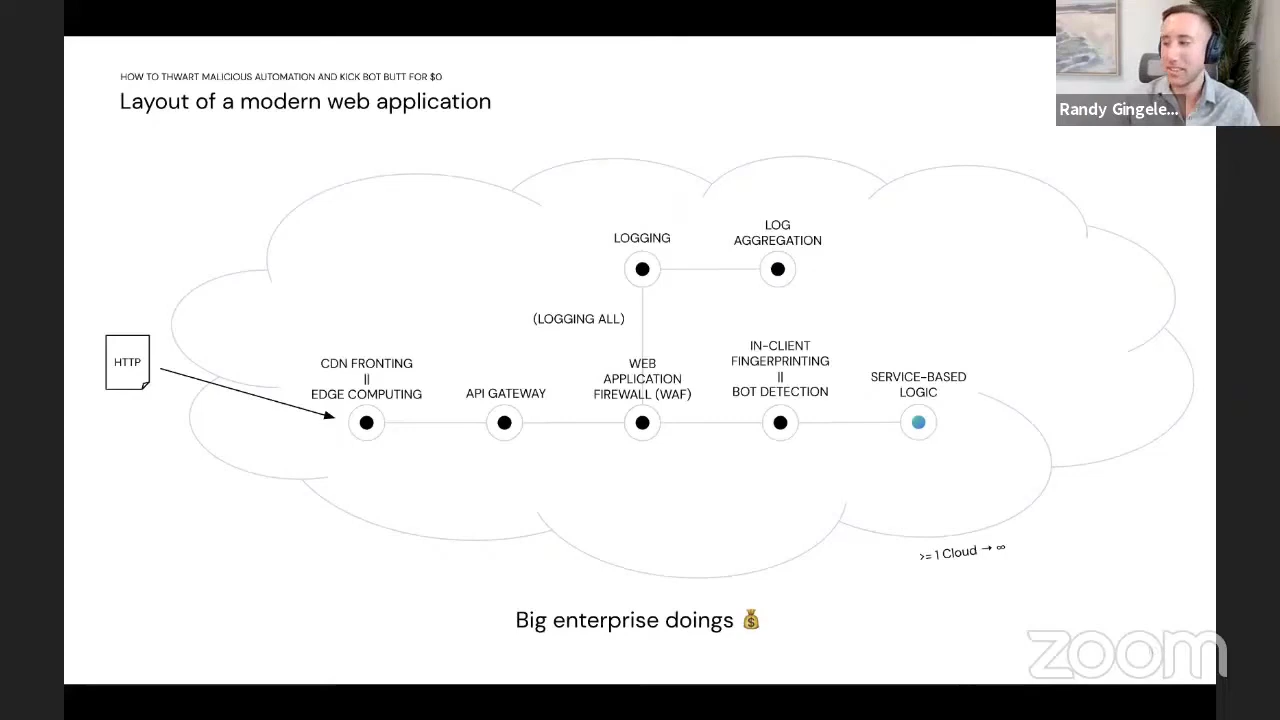 HOW TO THWART MALICIOUS AUTOMATION AND KICK BOT BUTT FOR $0
Layout of a modern web application
Randy Gingele...
LOGGING
LOG
AGGREGATION
(LOGGING ALL)
HTTP
CDN FRONTING
||
EDGE COMPUTING
API GATEWAY
WEB
APPLICATION
FIREWALL (WAF)
IN-CLIENT
FINGERPRINTING
||
BOT DETECTION
SERVICE-BASED
LOGIC
>= 1 Cloud → ∞
Big enterprise doings 💰
zoom